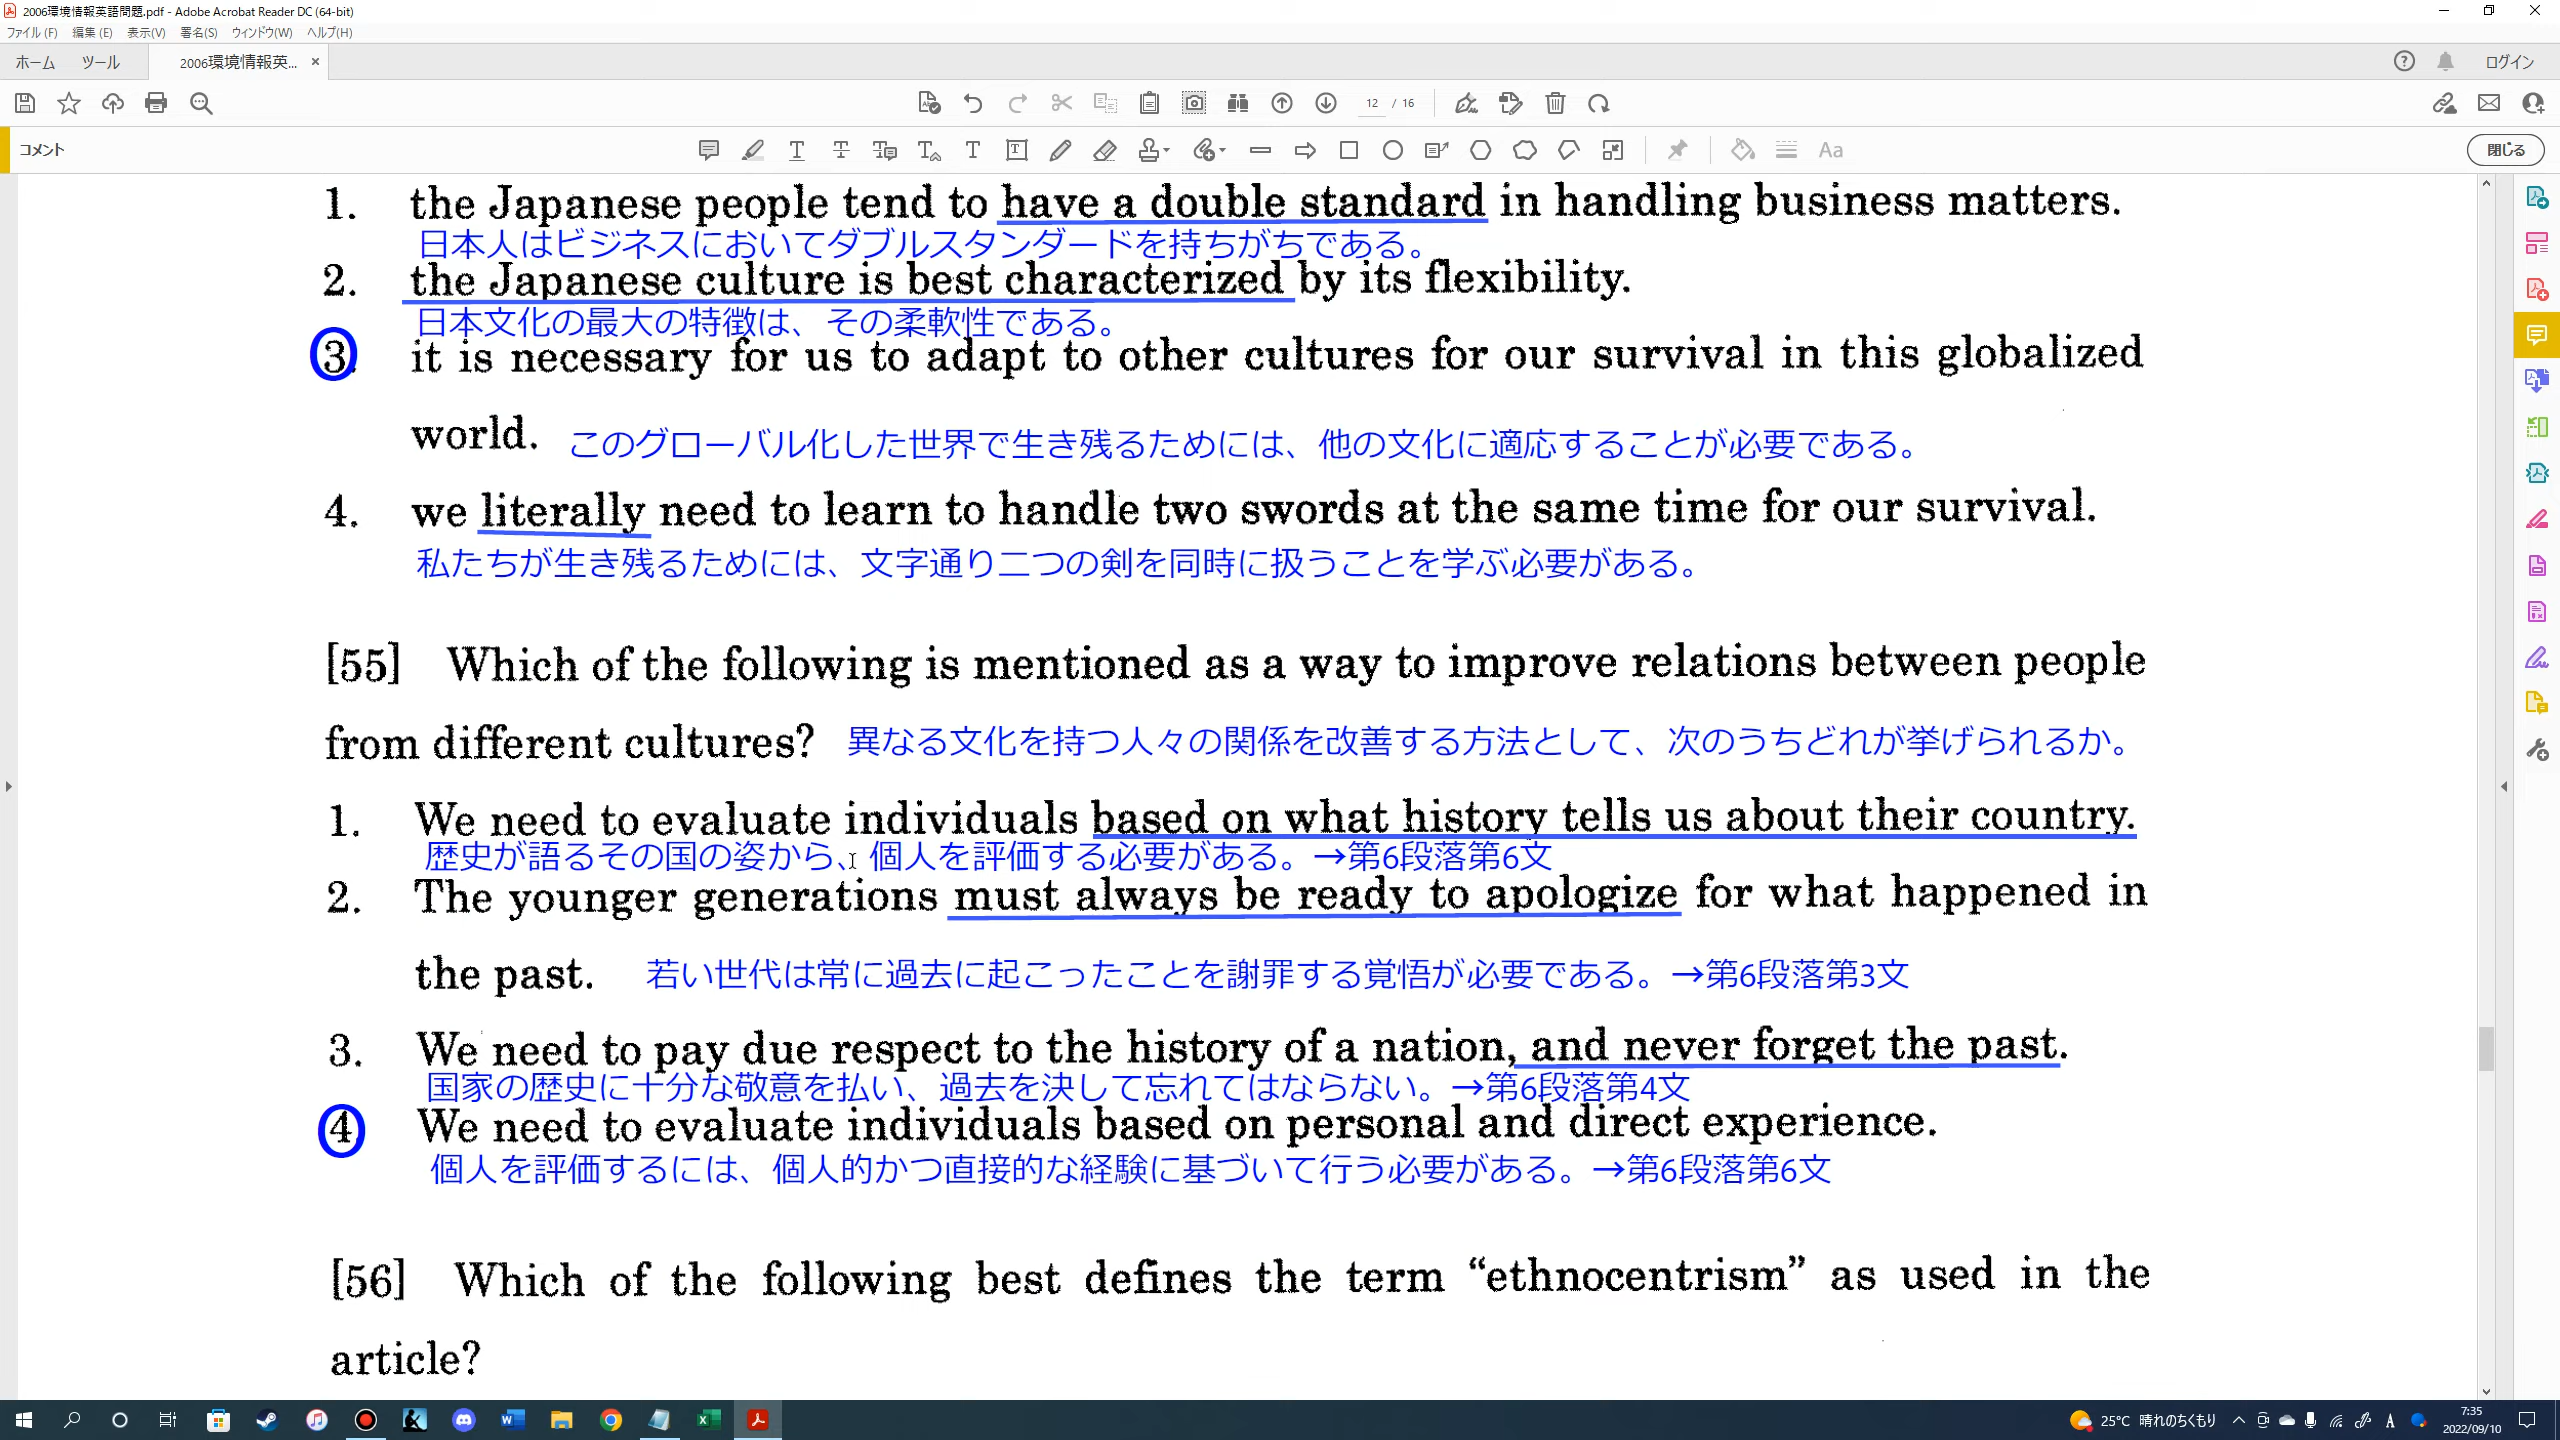 2006環境情報英語問題.pdf - Adobe Acrobat Reader DC (64-bit)
ファイル(F) 編集(E) 表示(V) 署名(S) ウィンドウ(W) ヘルプ(H)
ホーム ツール 2006環境情報英... × ログイン
12 / 16
コメント Aa 閉じる
1. the Japanese people tend to have a double standard in handling business matters.
日本人はビジネスにおいてダブルスタンダードを持ちがちである。
2. the Japanese culture is best characterized by its flexibility.
日本文化の最大の特徴は、その柔軟性である。
3. it is necessary for us to adapt to other cultures for our survival in this globalized
world. このグローバル化した世界で生き残るためには、他の文化に適応することが必要である。
4. we literally need to learn to handle two swords at the same time for our survival.
私たちが生き残るためには、文字通り二つの剣を同時に扱うことを学ぶ必要がある。
[55] Which of the following is mentioned as a way to improve relations between people
from different cultures? 異なる文化を持つ人々の関係を改善する方法として、次のうちどれが挙げられるか。
1. We need to evaluate individuals based on what history tells us about their country.
歴史が語るその国の姿から、個人を評価する必要がある。→第6段落第6文
2. The younger generations must always be ready to apologize for what happened in
the past. 若い世代は常に過去に起こったことを謝罪する覚悟が必要である。→第6段落第3文
3. We need to pay due respect to the history of a nation, and never forget the past.
国家の歴史に十分な敬意を払い、過去を決して忘れてはならない。→第6段落第4文
4. We need to evaluate individuals based on personal and direct experience.
個人を評価するには、個人的かつ直接的な経験に基づいて行う必要がある。→第6段落第6文
[56] Which of the following best defines the term “ethnocentrism” as used in the
article?
25°C 晴れのちくもり A 7:35
2022/09/10